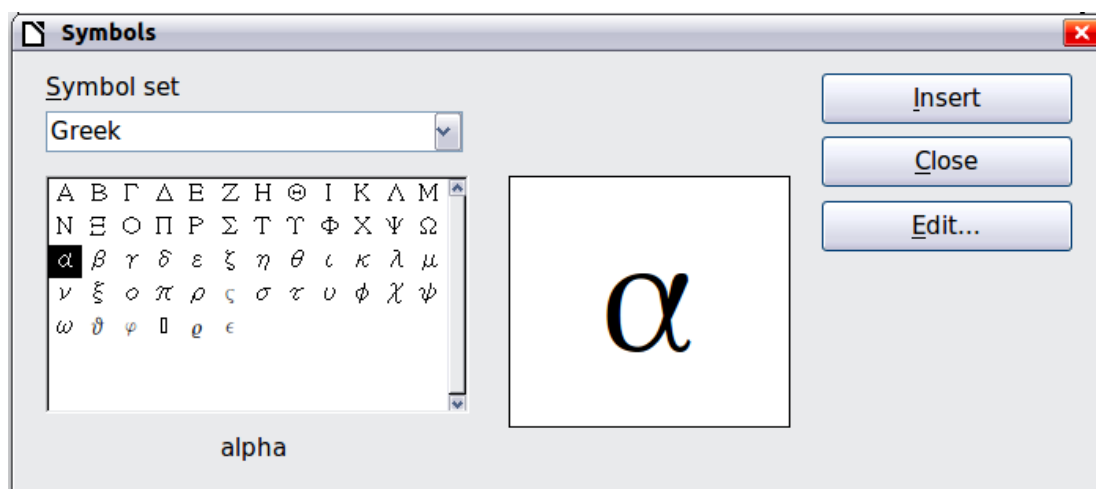 Symbols
Symbol set
Greek
Insert
Close
Edit...
Α Β Γ Δ Ε Ζ Η Θ Ι Κ Λ Μ
Ν Ξ Ο Π Ρ Σ Τ Υ Φ Χ Ψ Ω
α β γ δ ε ζ η θ ι κ λ μ
ν ξ ο π ρ ς σ τ υ ϕ χ ψ
ω ϑ φ ϱ ϵ
α
alpha